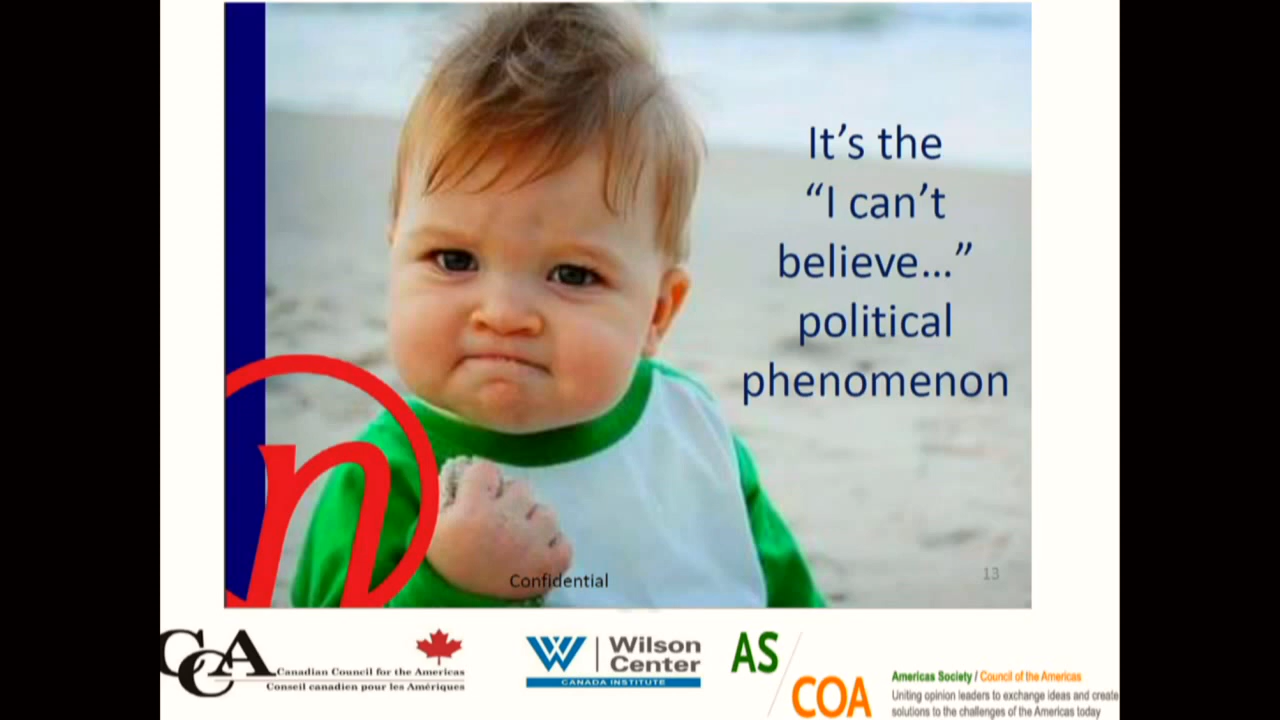 It's the
“I can't
believe...”
political
phenomenon
n
Confidential
13
CCA
Canadian Council for the Americas
Conseil canadien pour les Amériques
W
Wilson
Center
CANADA INSTITUTE
AS
COA
Americas Society / Council of the Americas
Uniting opinion leaders to exchange ideas and create
solutions to the challenges of the Americas today